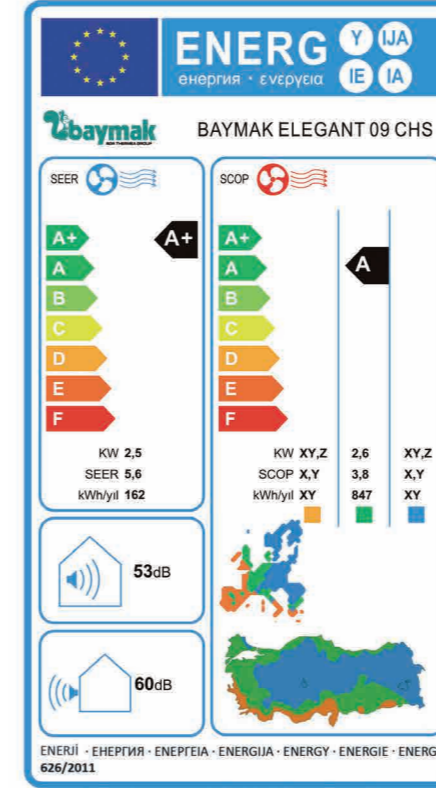 ENERG
енергия · ενεργεια
Y IJA
IE IA
baymak
BAYMAK ELEGANT 09 CHS
SEER
SCOP
A+
A
B
C
D
E
F
A+
A+
A
B
C
D
E
F
A
KW 2,5
SEER 5,6
kWh/yıl 162
KW XY,Z 2,6 XY,Z
SCOP X,Y 3,8 X,Y
kWh/yıl XY 847 XY
53dB
60dB
ENERJİ · ЕНЕРГИЯ · ΕΝΕΡΓΕΙΑ · ENERGIJA · ENERGY · ENERGIE · ENERG
626/2011